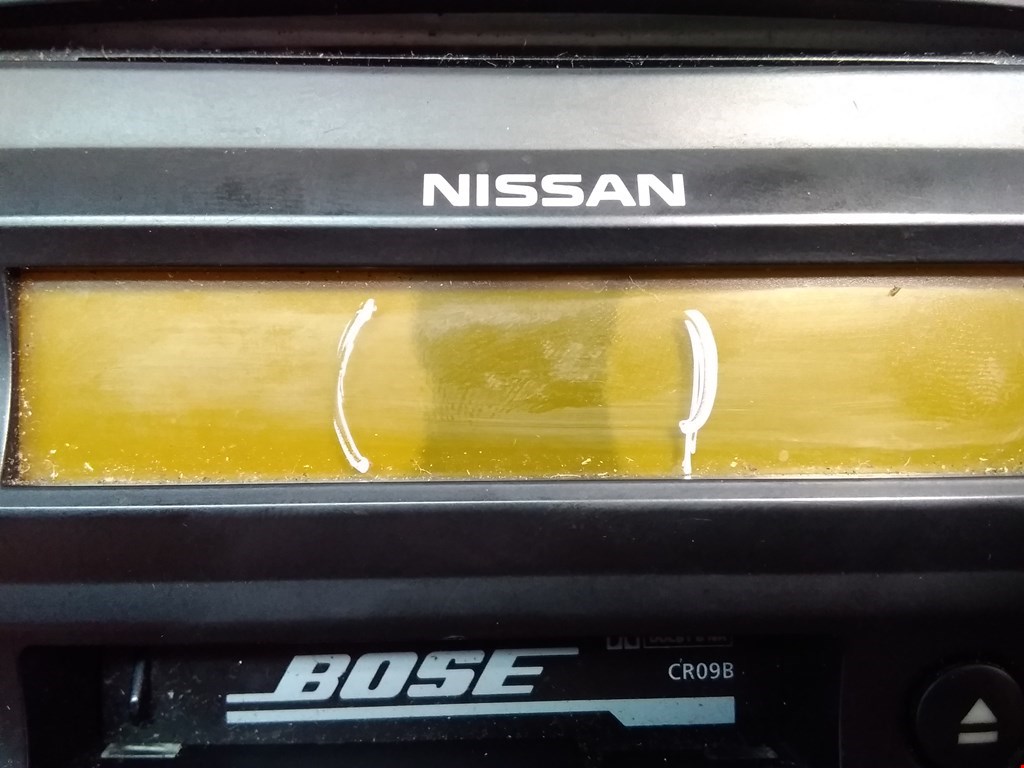 NISSAN
( )
BOSE
CR09B